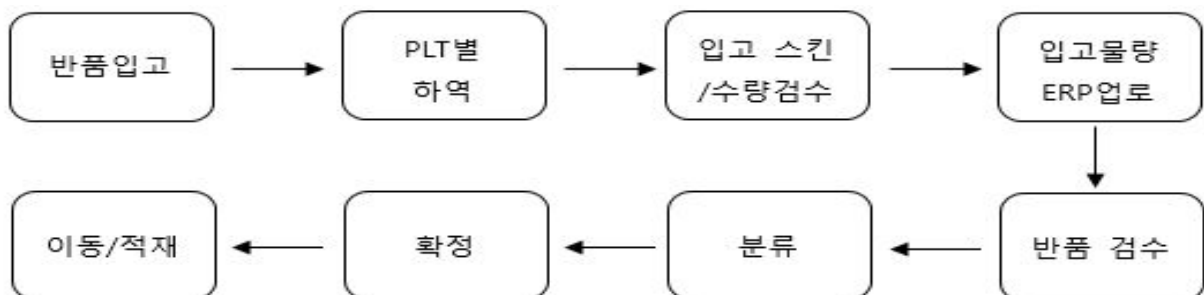 반품입고
PLT별
하역
입고 스킨
/수량검수
입고물량
ERP업로
반품 검수
분류
확정
이동/적재